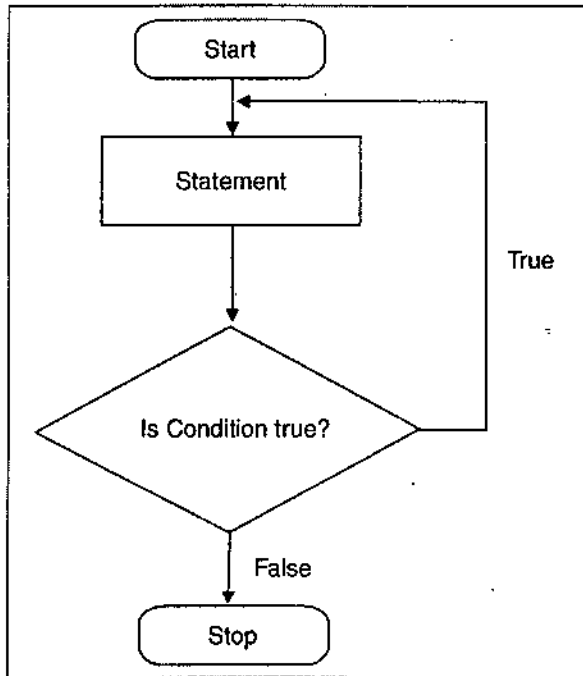 Start
Statement
True
Is Condition true?
False
Stop